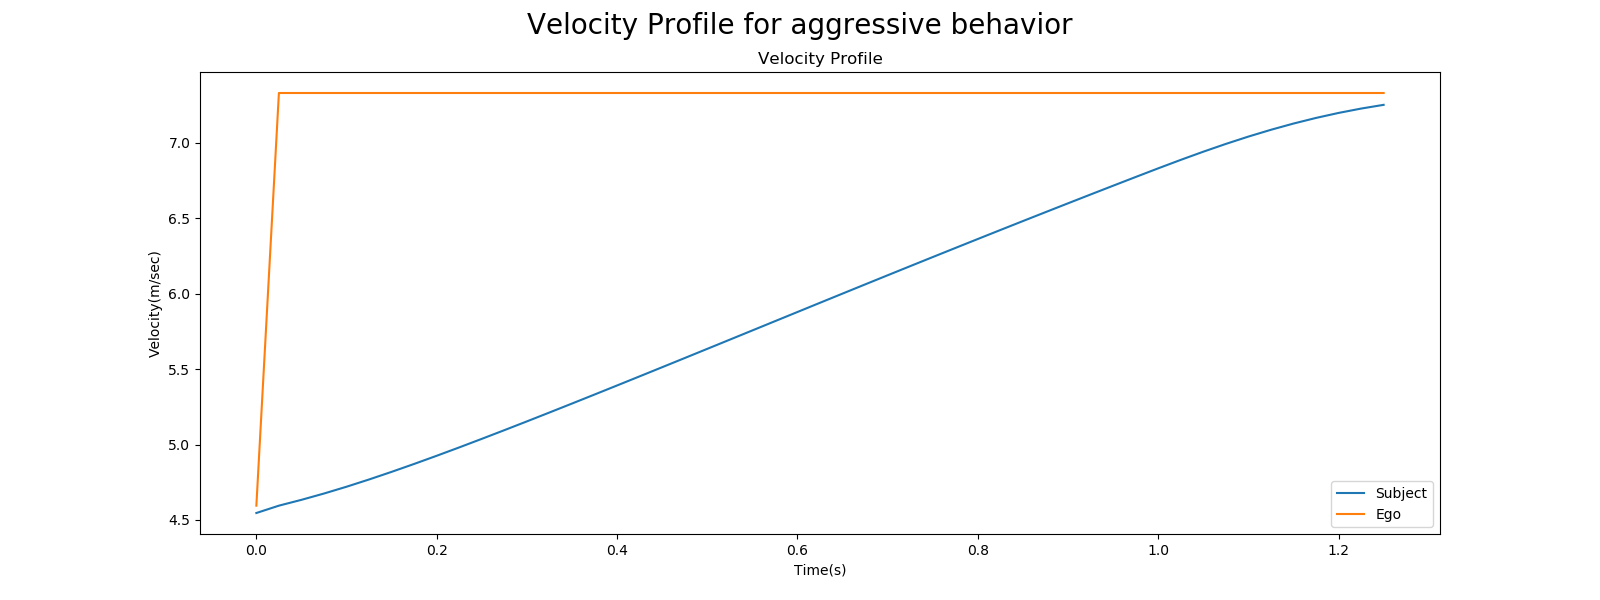 Velocity Profile for aggressive behavior
Velocity Profile
7.0
6.5
6.0
5.5
5.0
4.5
Velocity(m/sec)
Subject
Ego
0.0 0.2 0.4 0.6 0.8 1.0 1.2
Time(s)